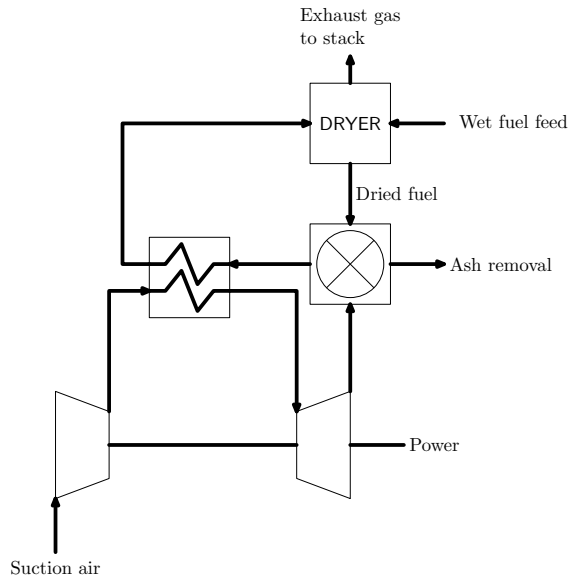 Exhaust gas
to stack
DRYER
Wet fuel feed
Dried fuel
Ash removal
Power
Suction air